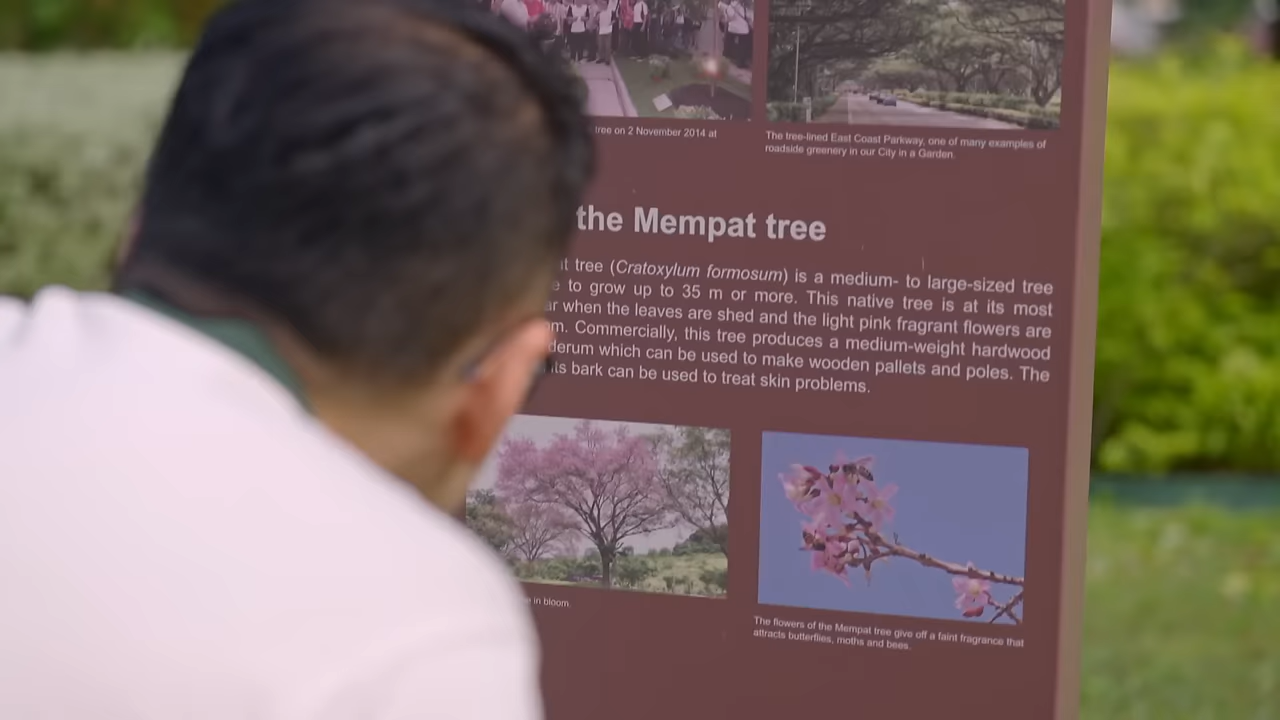 tree on 2 November 2014 at
The tree-lined East Coast Parkway, one of many examples of
roadside greenery in our City in a Garden.
the Mempat tree
tree (Cratoxylum formosum) is a medium- to large-sized tree
to grow up to 35 m or more. This native tree is at its most
when the leaves are shed and the light pink fragrant flowers are
Commercially, this tree produces a medium-weight hardwood
which can be used to make wooden pallets and poles. The
its bark can be used to treat skin problems.
in bloom.
The flowers of the Mempat tree give off a faint fragrance that
attracts butterflies, moths and bees.